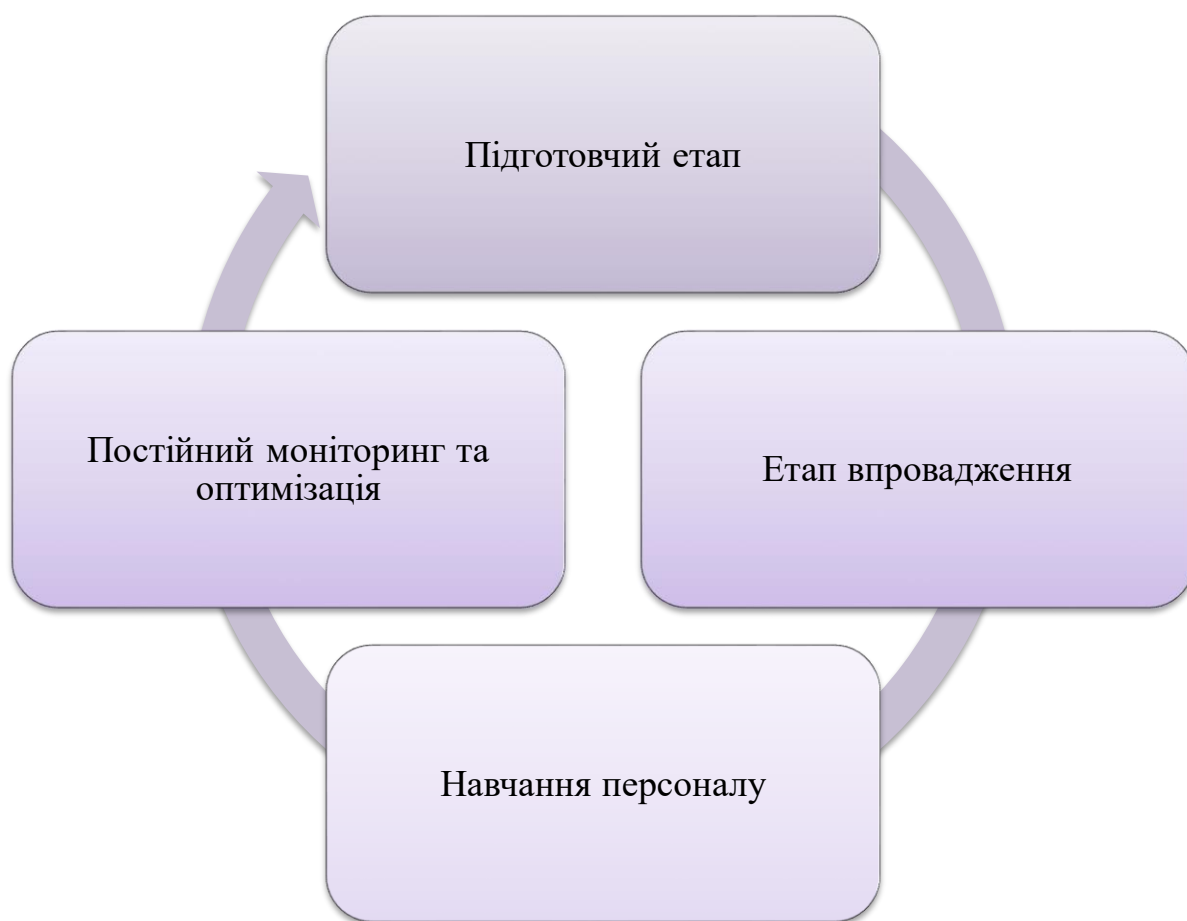 Підготовчий етап
Етап впровадження
Навчання персоналу
Постійний моніторинг та
оптимізація